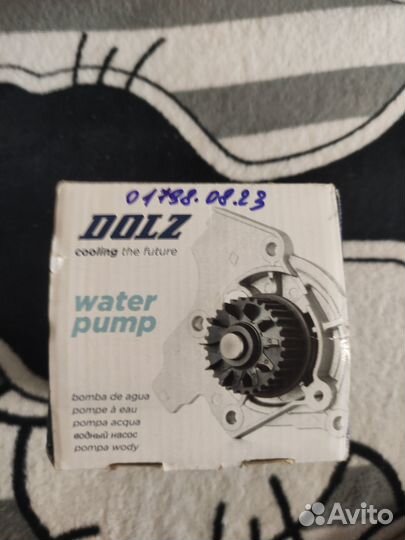 01798.08.23
DOLZ
cooling the future
water
pump
bomba de agua
pompe à eau
pompa acqua
водный насос
pompa wody
Avito